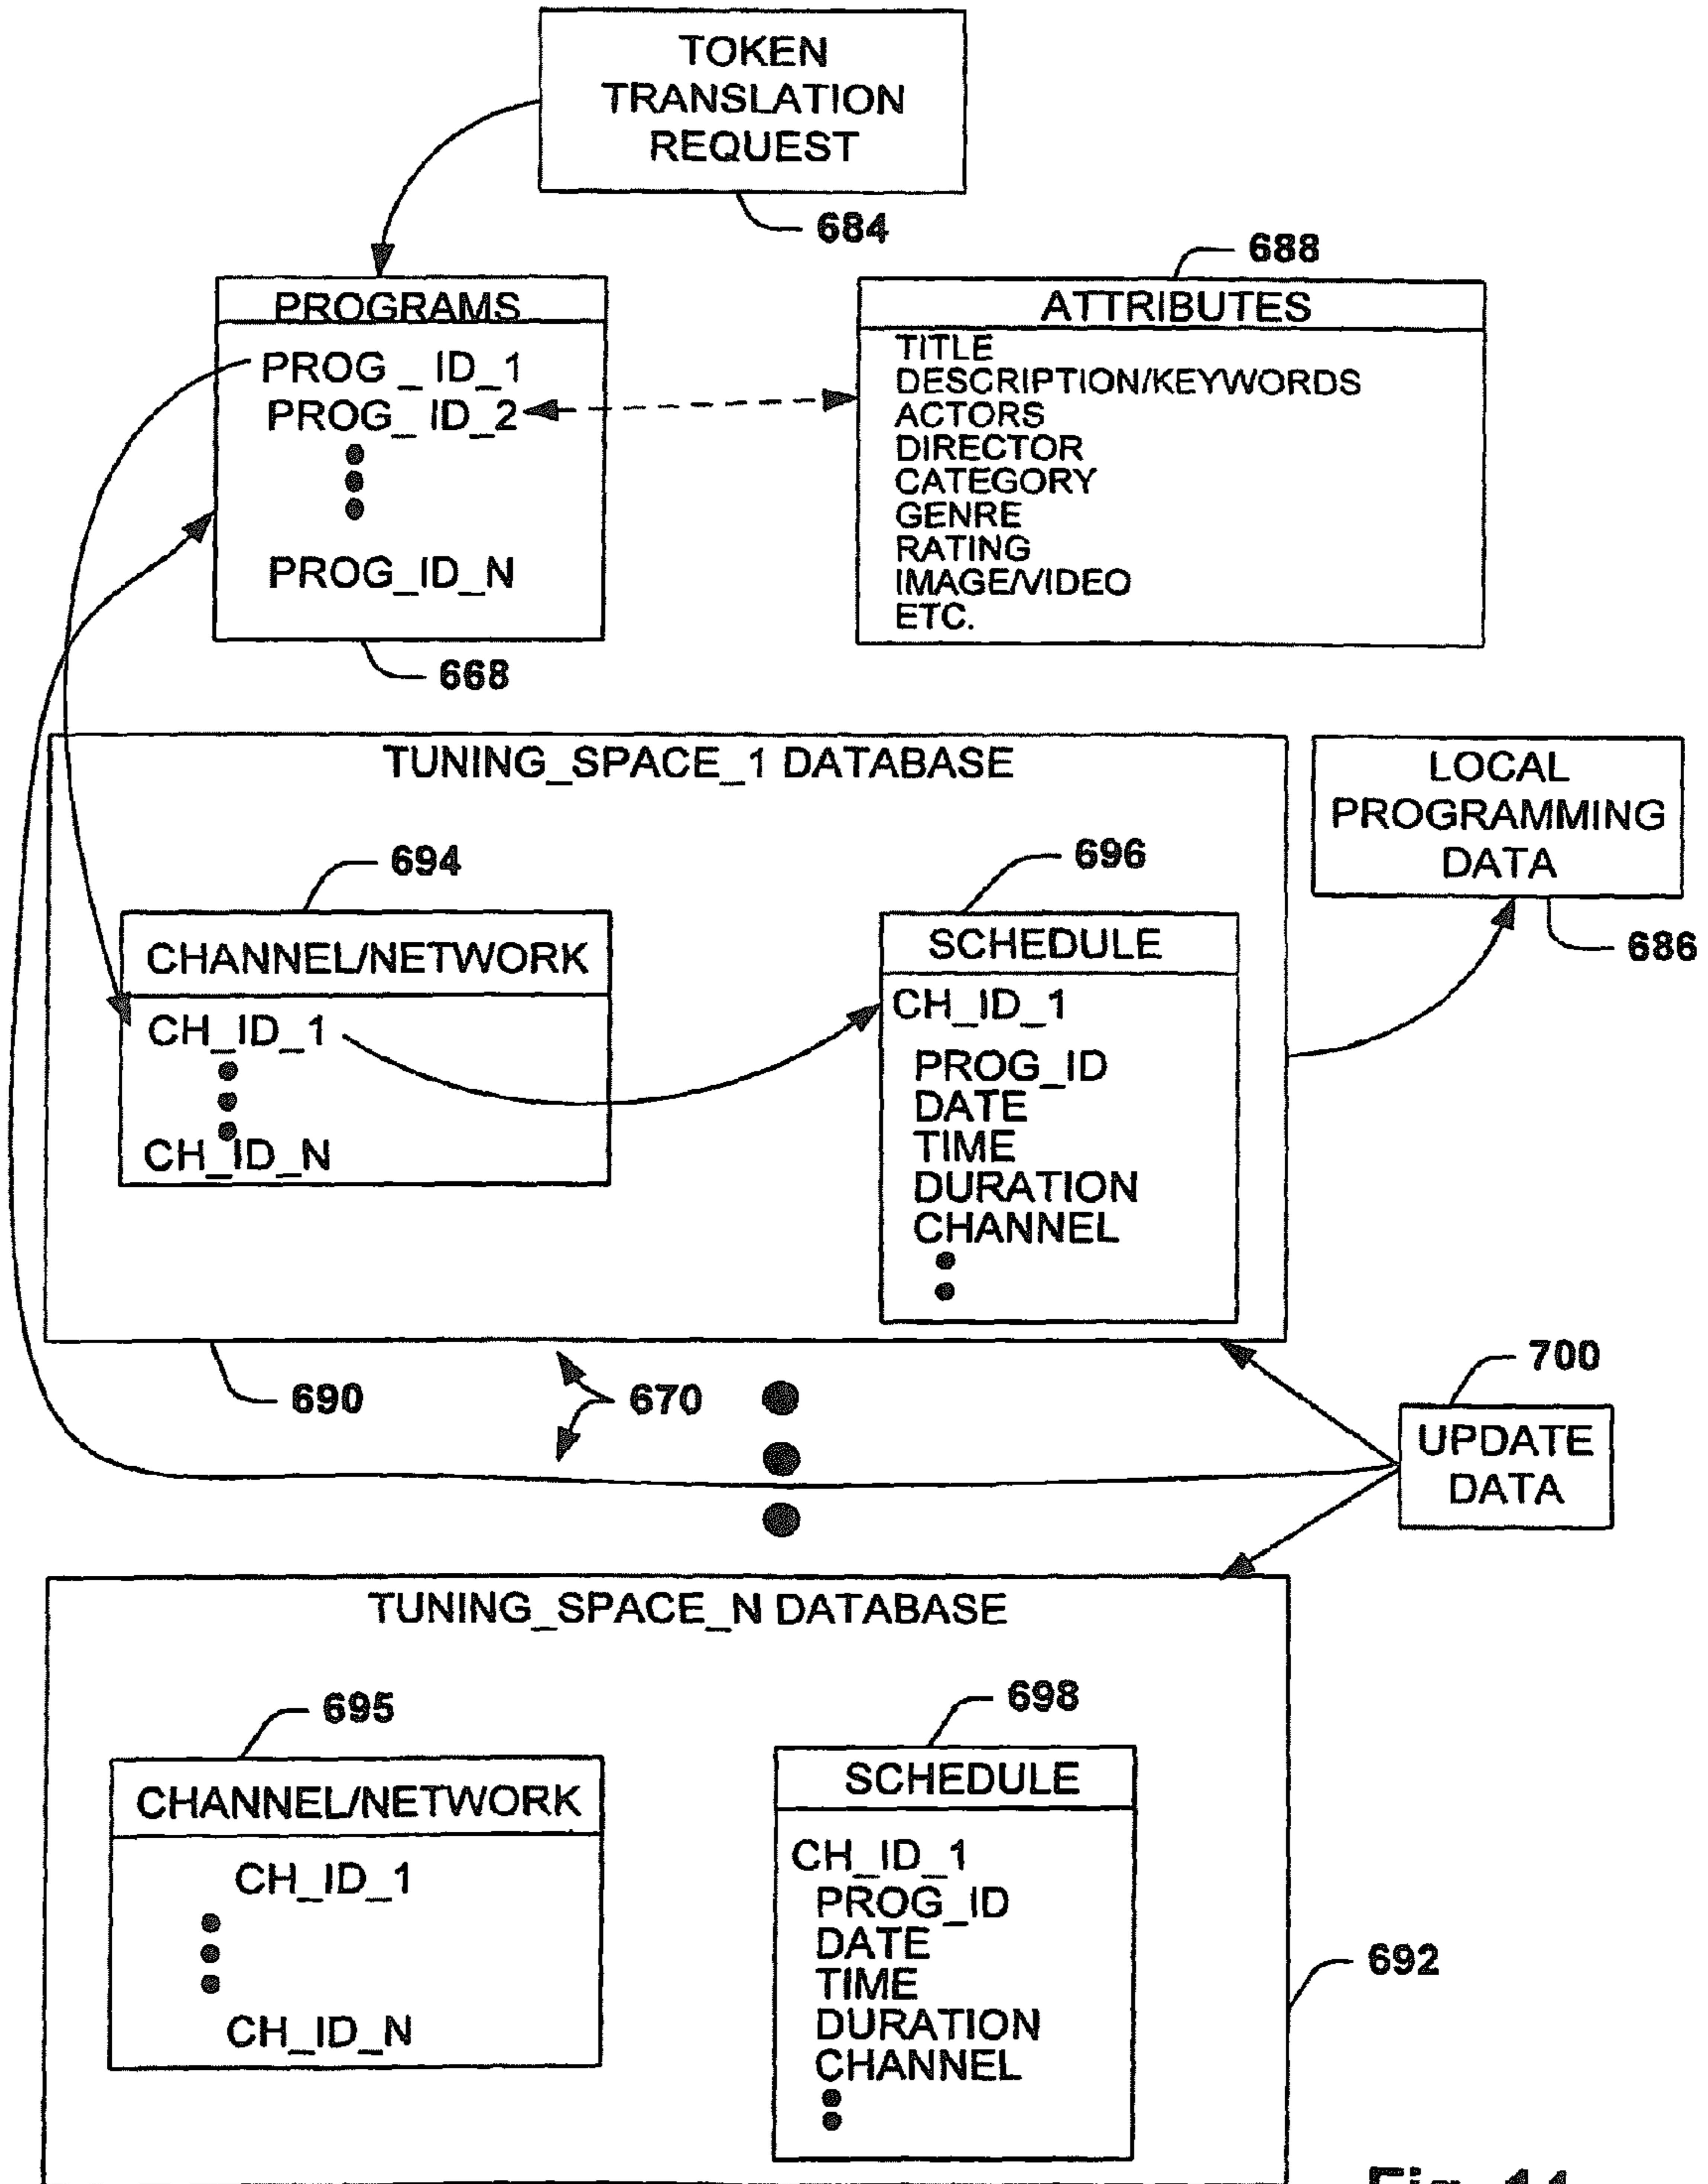 TOKEN
TRANSLATION
REQUEST
684
688
PROGRAMS
PROG _ ID_1
PROG_ ID_2
PROG_ID_N
668
ATTRIBUTES
TITLE
DESCRIPTION/KEYWORDS
ACTORS
DIRECTOR
CATEGORY
GENRE
RATING
IMAGE/VIDEO
ETC.
TUNING_SPACE_1 DATABASE
694
CHANNEL/NETWORK
CH_ID_1
CH_ID_N
696
SCHEDULE
CH_ID_1
PROG_ID
DATE
TIME
DURATION
CHANNEL
LOCAL
PROGRAMMING
DATA
686
690
670
700
UPDATE
DATA
TUNING_SPACE_N DATABASE
695
CHANNEL/NETWORK
CH_ID_1
CH_ID_N
698
SCHEDULE
CH_ID_1
PROG_ID
DATE
TIME
DURATION
CHANNEL
692